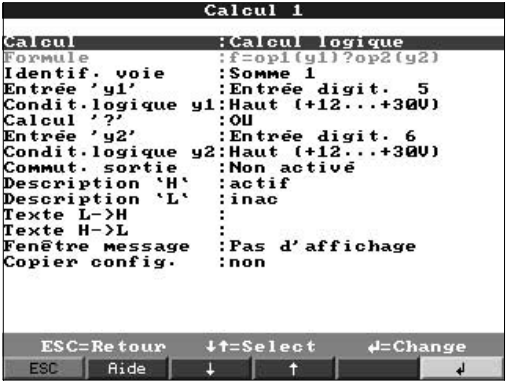 Calcul 1
Calcul :Calcul logique
Formule :f=op1(y1)?op2(y2)
Identif. voie :Somme 1
Entrée 'y1' :Entrée digit. 5
Condit.logique y1:Haut (+12...+30V)
Calcul '?' :OU
Entrée 'y2' :Entrée digit. 6
Condit.logique y2:Haut (+12...+30V)
Commut. sortie :Non activé
Description `H` :actif
Description `L` :inac
Texte L->H :
Texte H->L :
Fenêtre message :Pas d'affichage
Copier config. :non
ESC=Retour ↓↑=Select ↲=Change
ESC Aide ↓ ↑ ↲